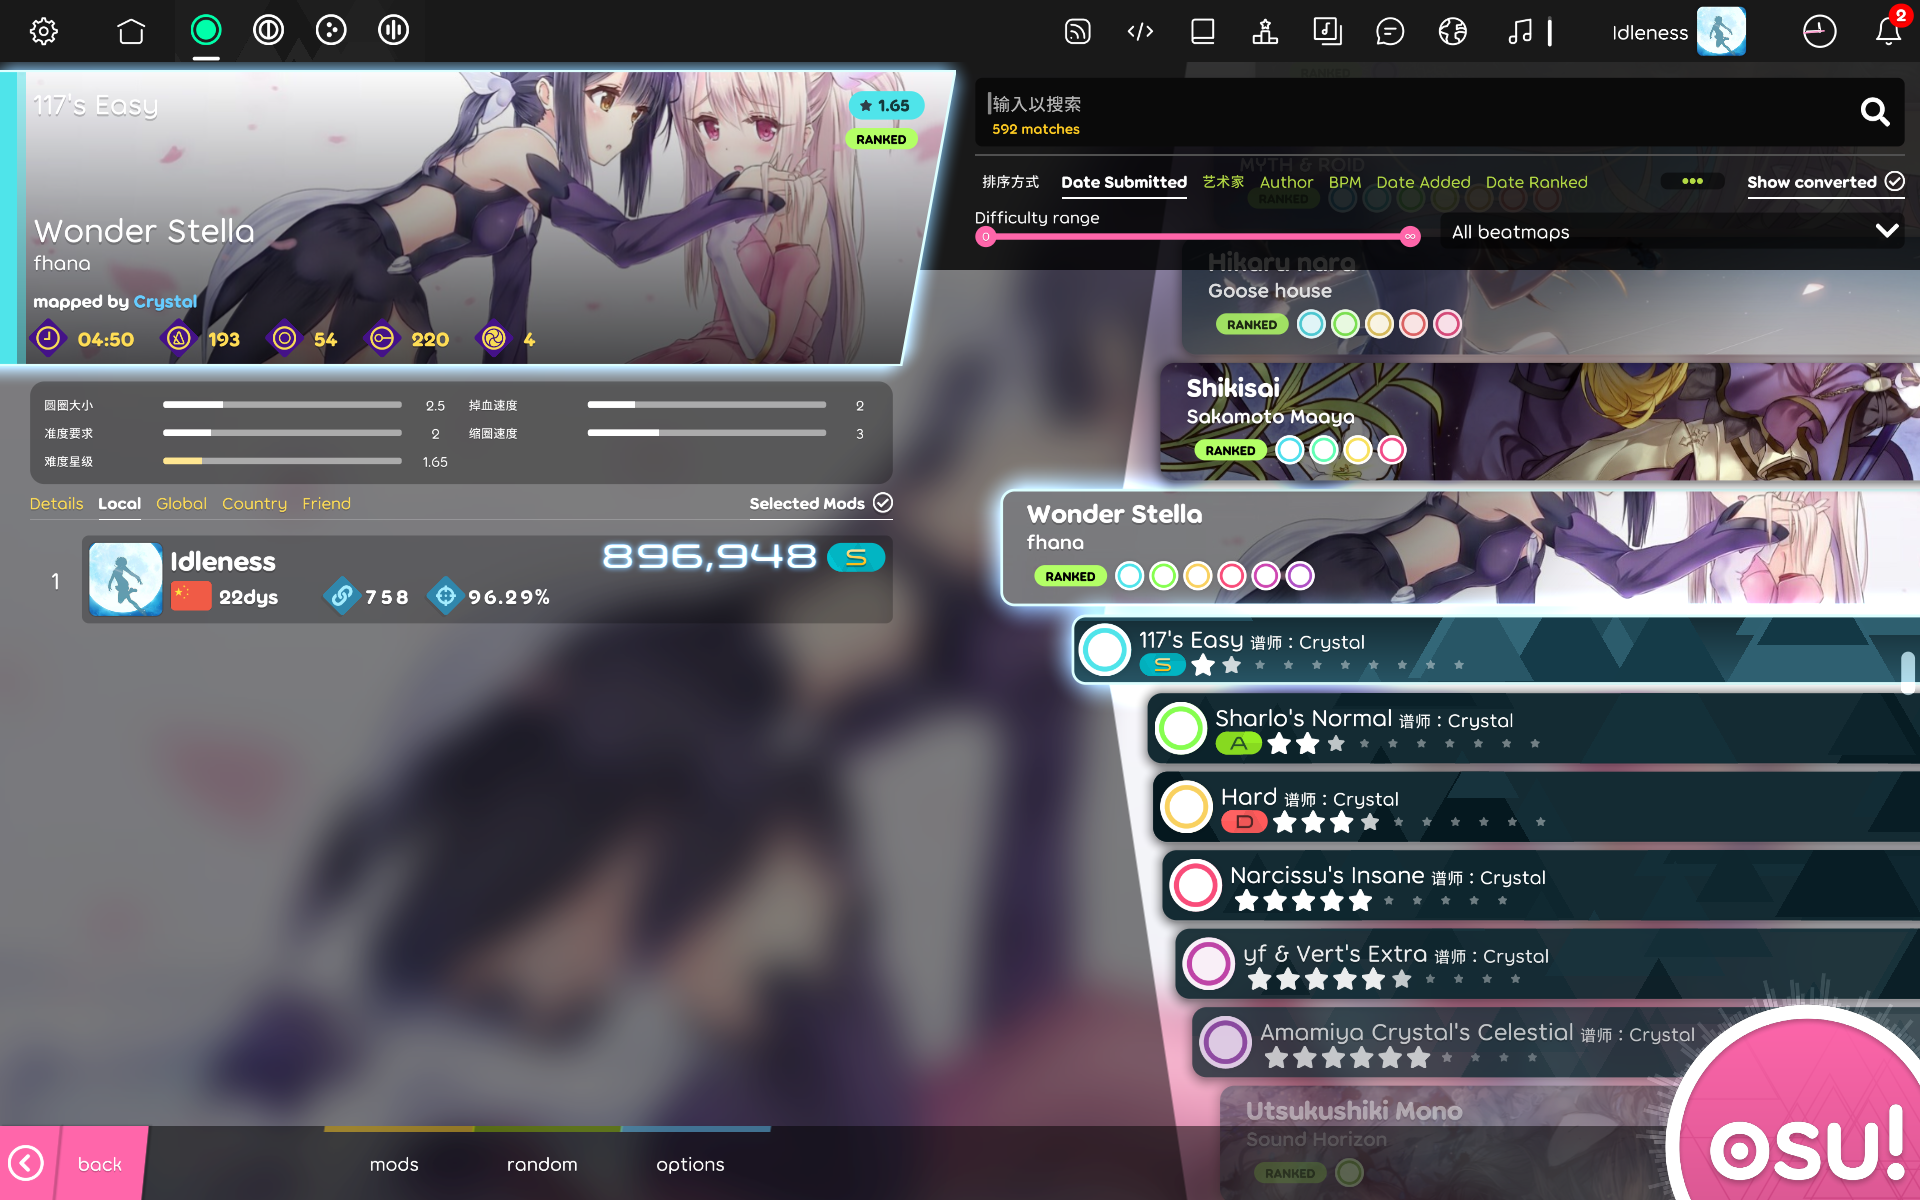 Idleness
2
117's Easy
1.65
RANKED
Wonder Stella
fhana
mapped by Crystal
04:50 193 54 220 4
圆圈大小 2.5 掉血速度 2
准度要求 2 缩圈速度 3
难度星级 1.65
Details Local Global Country Friend Selected Mods
1
Idleness
22dys 758 96.29%
896,948 S
RANKED
输入以搜索
592 matches
MYTH & ROID
排序方式 Date Submitted 艺术家 Author BPM Date Added Date Ranked Show converted
RANKED
Difficulty range
0 ∞
All beatmaps
Hikaru nara
Goose house
RANKED
Shikisai
Sakamoto Maaya
RANKED
Wonder Stella
fhana
RANKED
117's Easy 谱师：Crystal
S
Sharlo's Normal 谱师：Crystal
A
Hard 谱师：Crystal
D
Narcissu's Insane 谱师：Crystal
yf & Vert's Extra 谱师：Crystal
Amamiya Crystal's Celestial 谱师：Crystal
Utsukushiki Mono
Sound Horizon
RANKED
back mods random options
osu!